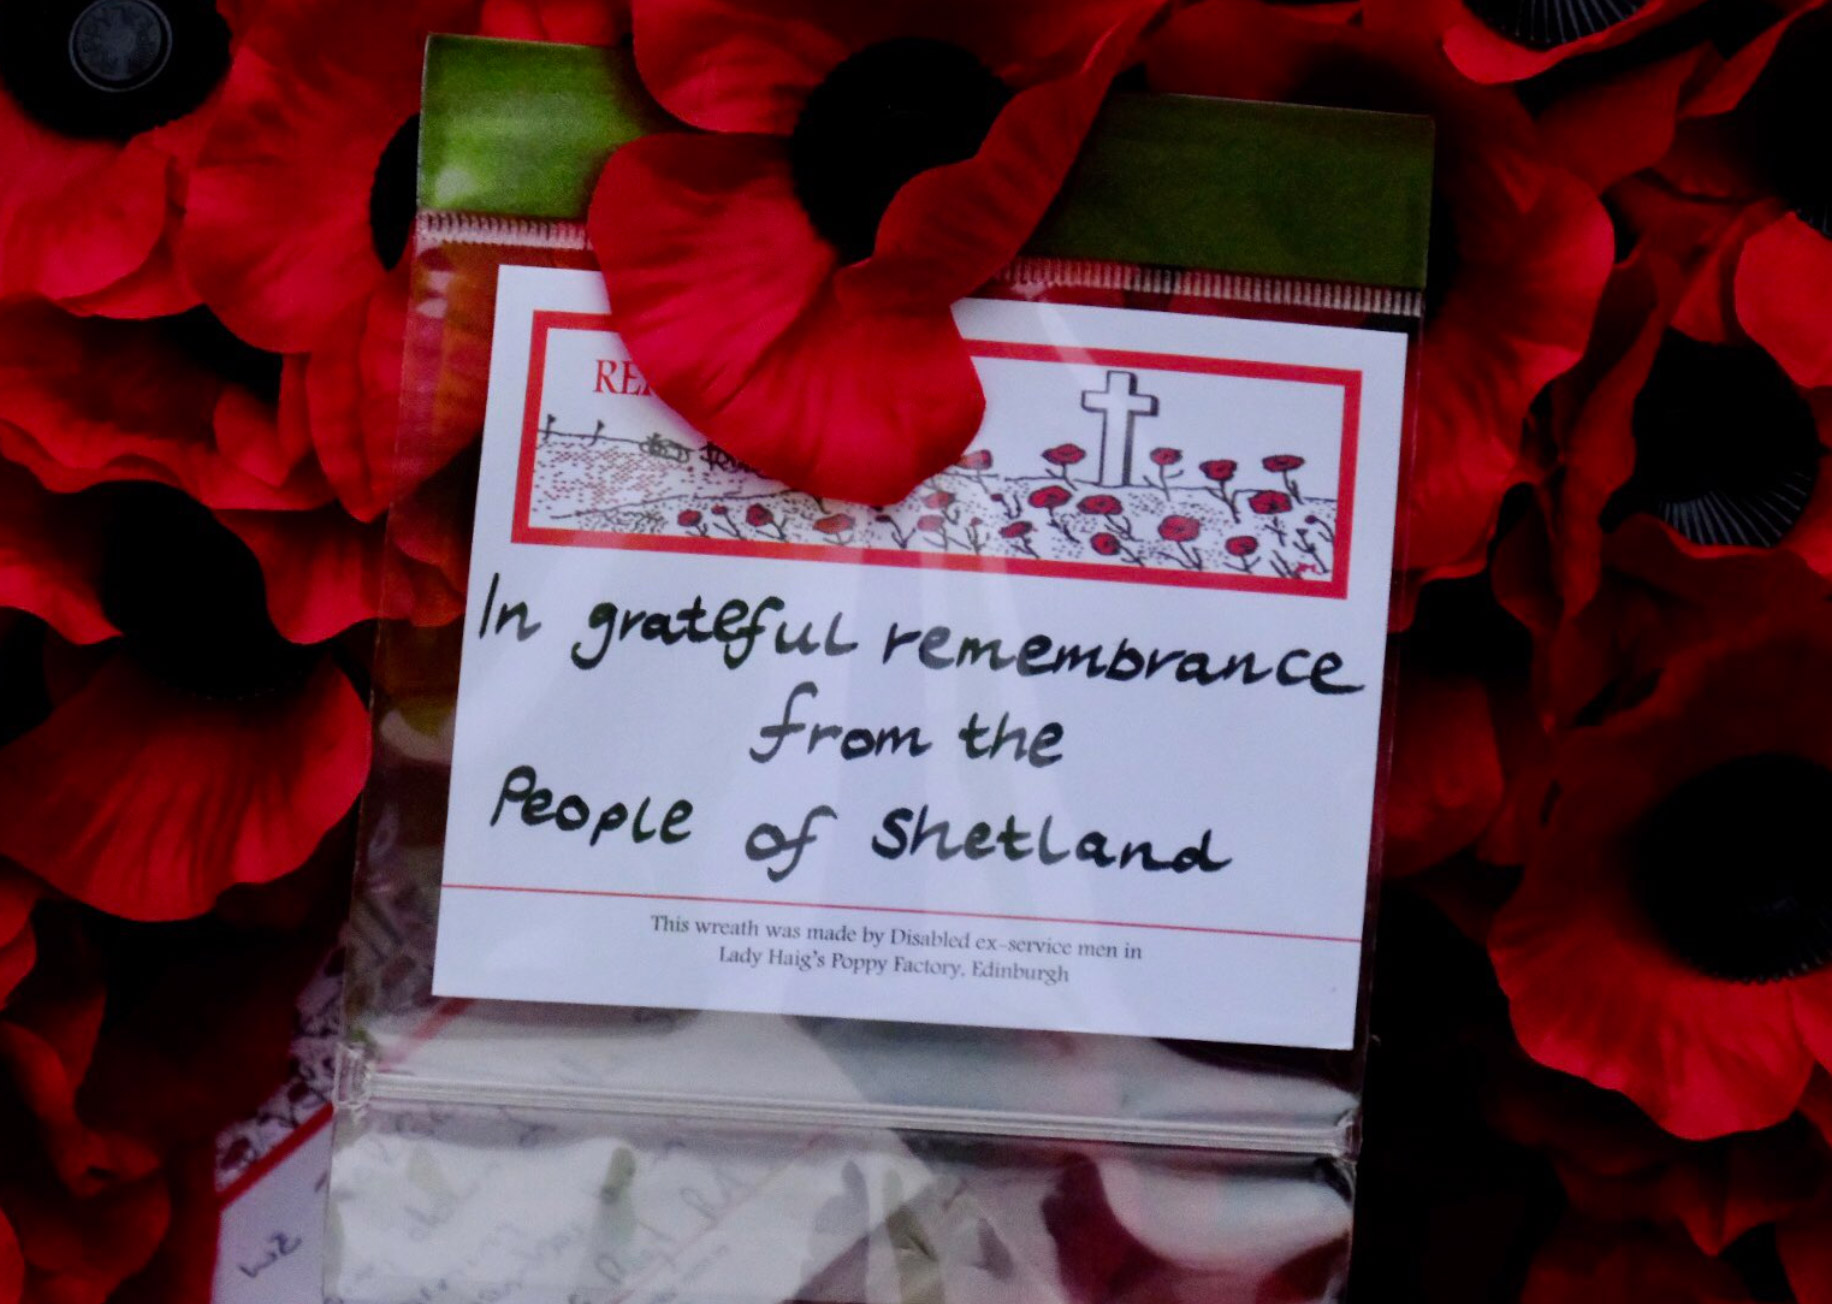 In grateful remembrance
from the
People of Shetland
This wreath was made by Disabled ex-service men in
Lady Haig's Poppy Factory, Edinburgh